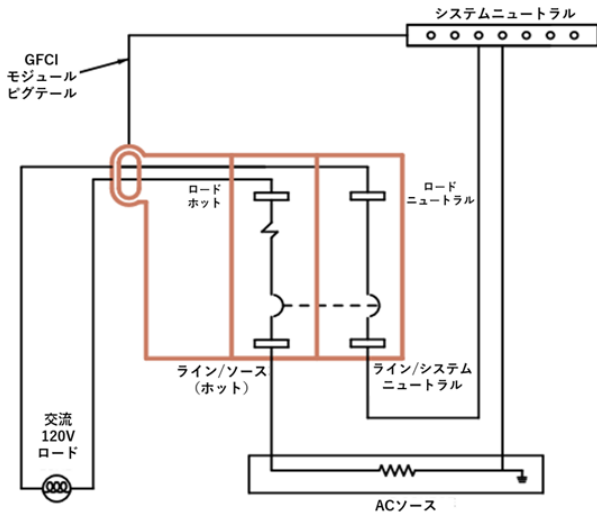 システムニュートラル
GFCI
モジュール
ピグテール
ロード
ホット
ロード
ニュートラル
ライン/ソース
(ホット)
ライン/システム
ニュートラル
交流
120V
ロード
ACソース